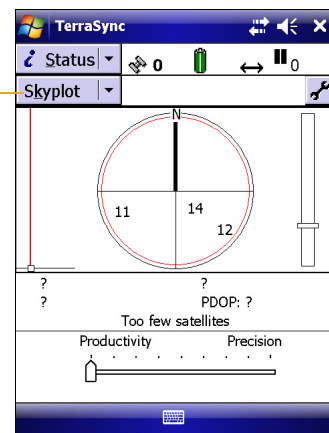 TerraSync
i Status 0 0
Skyplot
N
14
11
12
? ?
? PDOP: ?
Too few satellites
Productivity Precision